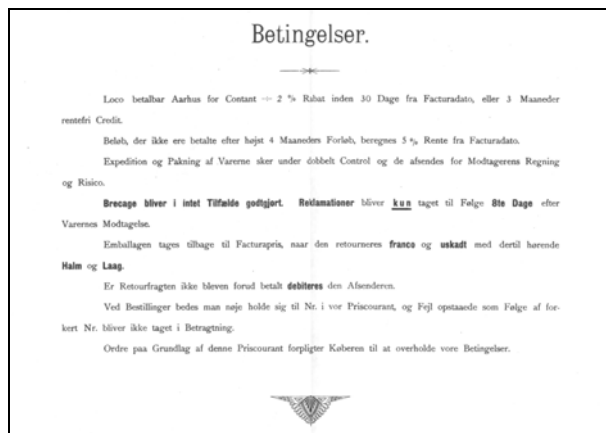 Betingelser.
Loco betalbar Aarhus for Contant ÷ 2 % Rabat inden 30 Dage fra Facturadato, eller 3 Maaneder
rentefri Credit.
Beløb, der ikke ere betalte efter højst 4 Maaneders Forløb, beregnes 5 % Rente fra Facturadato.
Expedition og Pakning af Varerne sker under dobbelt Control og de afsendes for Modtagerens Regning
og Risico.
Brecage bliver i intet Tilfælde godtgjort. Reklamationer bliver kun taget til Følge 8te Dage efter
Varernes Modtagelse.
Emballagen tages tilbage til Facturapris, naar den retourneres franco og uskadt med dertil hørende
Halm og Laag.
Er Retourfragten ikke bleven forud betalt debiteres den Afsenderen.
Ved Bestillinger bedes man nøje holde sig til Nr. i vor Priscourant, og Fejl opstaaede som Følge af for-
kert Nr. bliver ikke taget i Betragtning.
Ordre paa Grundlag af denne Priscourant forpligter Køberen til at overholde vore Betingelser.